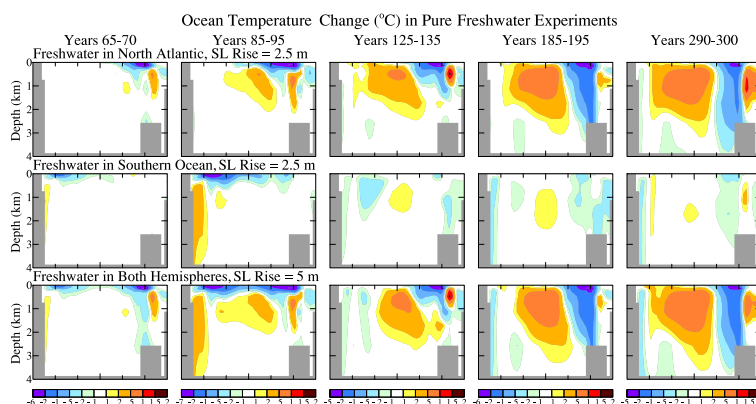 Ocean Temperature Change (°C) in Pure Freshwater Experiments
Years 65-70 Years 85-95 Years 125-135 Years 185-195 Years 290-300
Freshwater in North Atlantic, SL Rise = 2.5 m
Depth (km)
0
1
2
3
4
Freshwater in Southern Ocean, SL Rise = 2.5 m
Depth (km)
0
1
2
3
4
Freshwater in Both Hemispheres, SL Rise = 5 m
Depth (km)
0
1
2
3
4